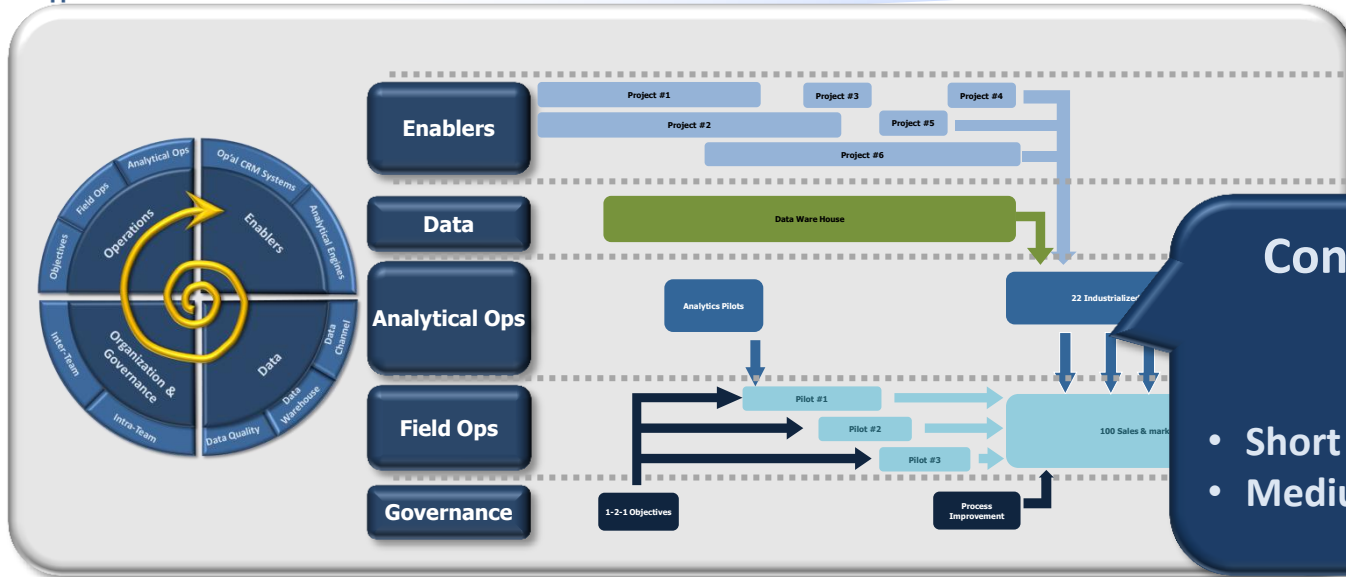 Analytical Ops
Op'al CRM Systems
Field Ops
Analytical Engines
Objectives
Operations
Enablers
Inter-Team
Organization &
Governance
Data
Data
Channel
Data
Warehouse
Intra-Team
Data Quality
Enablers
Project #1
Project #3
Project #4
Project #2
Project #5
Project #6
Data
Data Ware House
Analytical Ops
Analytics Pilots
22 Industrialized
Field Ops
Pilot #1
Pilot #2
Pilot #3
100 Sales &
Governance
1-2-1 Objectives
Process
Improvement
Short